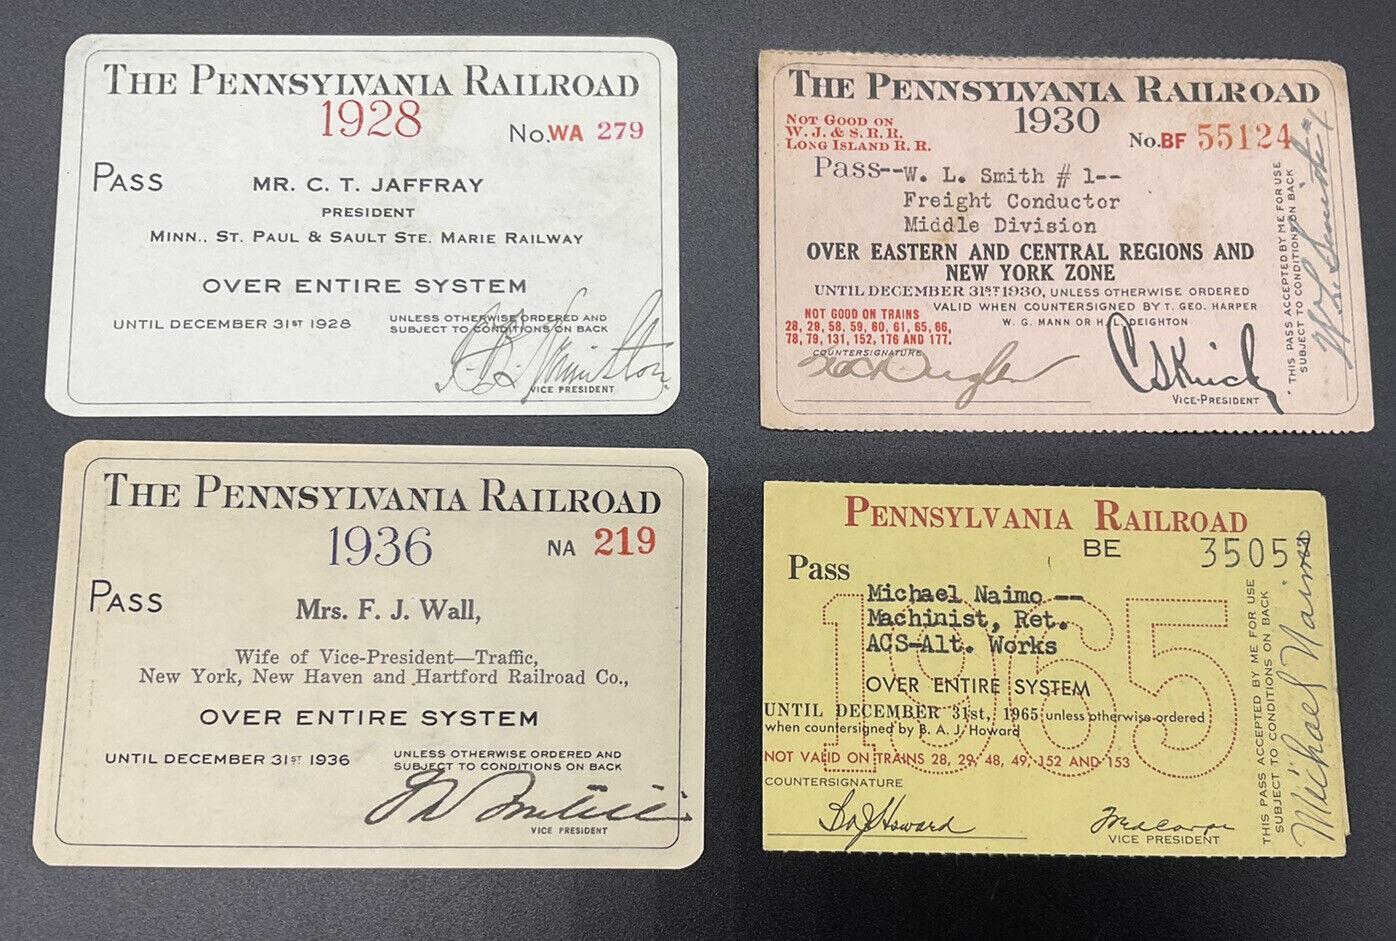 THE PENNSYLVANIA RAILROAD
1928
No. WA 279
PASS
MR. C. T. JAFFRAY
PRESIDENT
MINN., ST. PAUL & SAULT STE. MARIE RAILWAY
OVER ENTIRE SYSTEM
UNTIL DECEMBER 31ST 1928
UNLESS OTHERWISE ORDERED AND
SUBJECT TO CONDITIONS ON BACK
VICE PRESIDENT
THE PENNSYLVANIA RAILROAD
1930
NOT GOOD ON
W. J. & S. R. R.
LONG ISLAND R. R.
No. BF 55124
Pass--W. L. Smith # 1--
Freight Conductor
Middle Division
OVER EASTERN AND CENTRAL REGIONS AND
NEW YORK ZONE
UNTIL DECEMBER 31ST 1930, UNLESS OTHERWISE ORDERED
VALID WHEN COUNTERSIGNED BY T. GEO. HARPER
W. G. MANN OR H. L. DEIGHTON
NOT GOOD ON TRAINS
28, 29, 58, 59, 60, 61, 65, 66,
78, 79, 131, 152, 176 AND 177.
COUNTERSIGNATURE
VICE-PRESIDENT
THIS PASS ACCEPTED BY ME FOR USE
SUBJECT TO CONDITIONS ON BACK
THE PENNSYLVANIA RAILROAD
1936
NA 219
PASS
Mrs. F. J. Wall,
Wife of Vice-President—Traffic,
New York, New Haven and Hartford Railroad Co.,
OVER ENTIRE SYSTEM
UNTIL DECEMBER 31ST 1936
UNLESS OTHERWISE ORDERED AND
SUBJECT TO CONDITIONS ON BACK
VICE PRESIDENT
PENNSYLVANIA RAILROAD
BE 3505
Pass
Michael Naimo --
Machinist, Ret.
ACS-Alt. Works
1965
OVER ENTIRE SYSTEM
UNTIL DECEMBER 31st, 1965 unless otherwise ordered
when countersigned by B. A. J. Howard
NOT VALID ON TRAINS 28, 29, 48, 49, 152 AND 153
COUNTERSIGNATURE
B A J Howard
VICE PRESIDENT
THIS PASS ACCEPTED BY ME FOR USE
SUBJECT TO CONDITIONS ON BACK
Michael Naimo